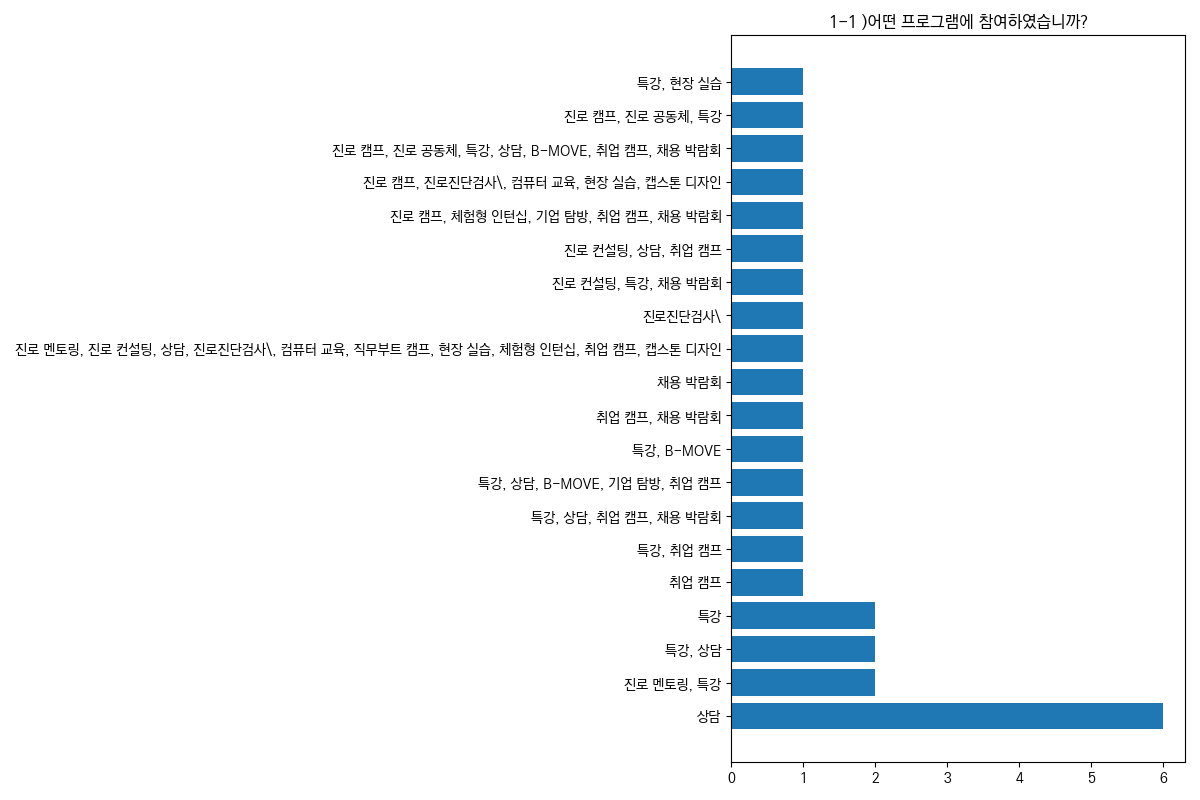 1-1 )어떤 프로그램에 참여하였습니까?
특강, 현장 실습
진로 캠프, 진로 공동체, 특강
진로 캠프, 진로 공동체, 특강, 상담, B-MOVE, 취업 캠프, 채용 박람회
진로 캠프, 진로진단검사\, 컴퓨터 교육, 현장 실습, 캡스톤 디자인
진로 캠프, 체험형 인턴십, 기업 탐방, 취업 캠프, 채용 박람회
진로 컨설팅, 상담, 취업 캠프
진로 컨설팅, 특강, 채용 박람회
진로진단검사\
진로 멘토링, 진로 컨설팅, 상담, 진로진단검사\, 컴퓨터 교육, 직무부트 캠프, 현장 실습, 체험형 인턴십, 취업 캠프, 캡스톤 디자인
채용 박람회
취업 캠프, 채용 박람회
특강, B-MOVE
특강, 상담, B-MOVE, 기업 탐방, 취업 캠프
특강, 상담, 취업 캠프, 채용 박람회
특강, 취업 캠프
취업 캠프
특강
특강, 상담
진로 멘토링, 특강
상담
0 1 2 3 4 5 6